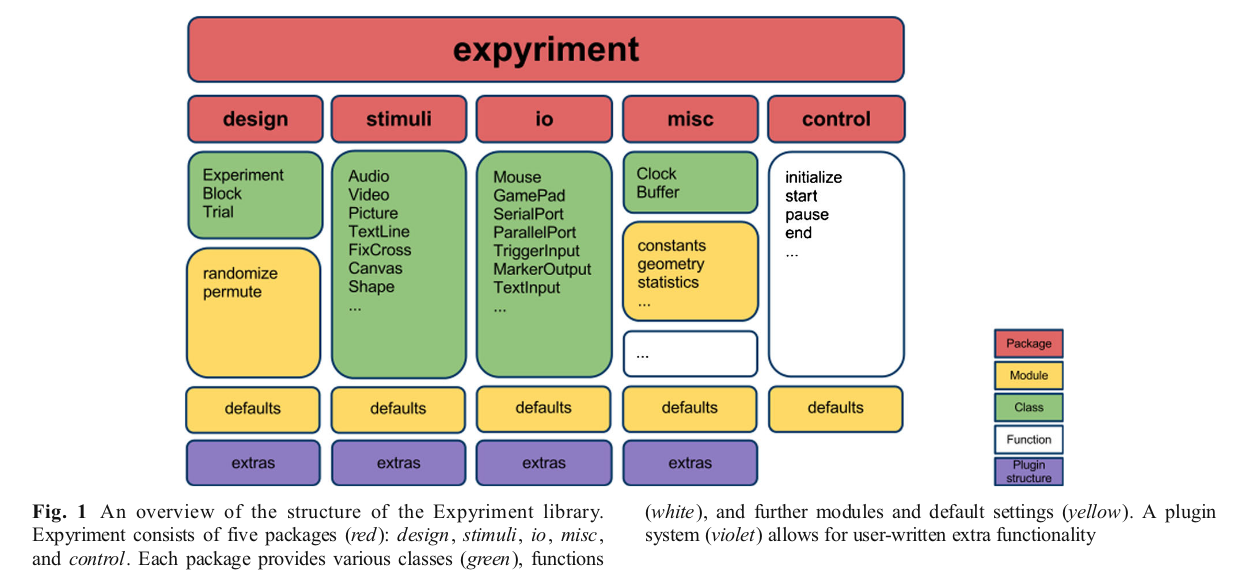 expyriment
design
stimuli
io
misc
control
Experiment
Block
Trial
randomize
permute
Audio
Video
Picture
TextLine
FixCross
Canvas
Shape
...
Mouse
GamePad
SerialPort
ParallelPort
TriggerInput
MarkerOutput
TextInput
...
Clock
Buffer
constants
geometry
statistics
...
...
initialize
start
pause
end
...
defaults
defaults
defaults
defaults
defaults
extras
extras
extras
extras
Package
Module
Class
Function
Plugin
structure
Fig. 1 An overview of the structure of the Expyriment library.
Expyriment consists of five packages (red): design, stimuli, io, misc,
and control. Each package provides various classes (green), functions
(white), and further modules and default settings (yellow). A plugin
system (violet) allows for user-written extra functionality